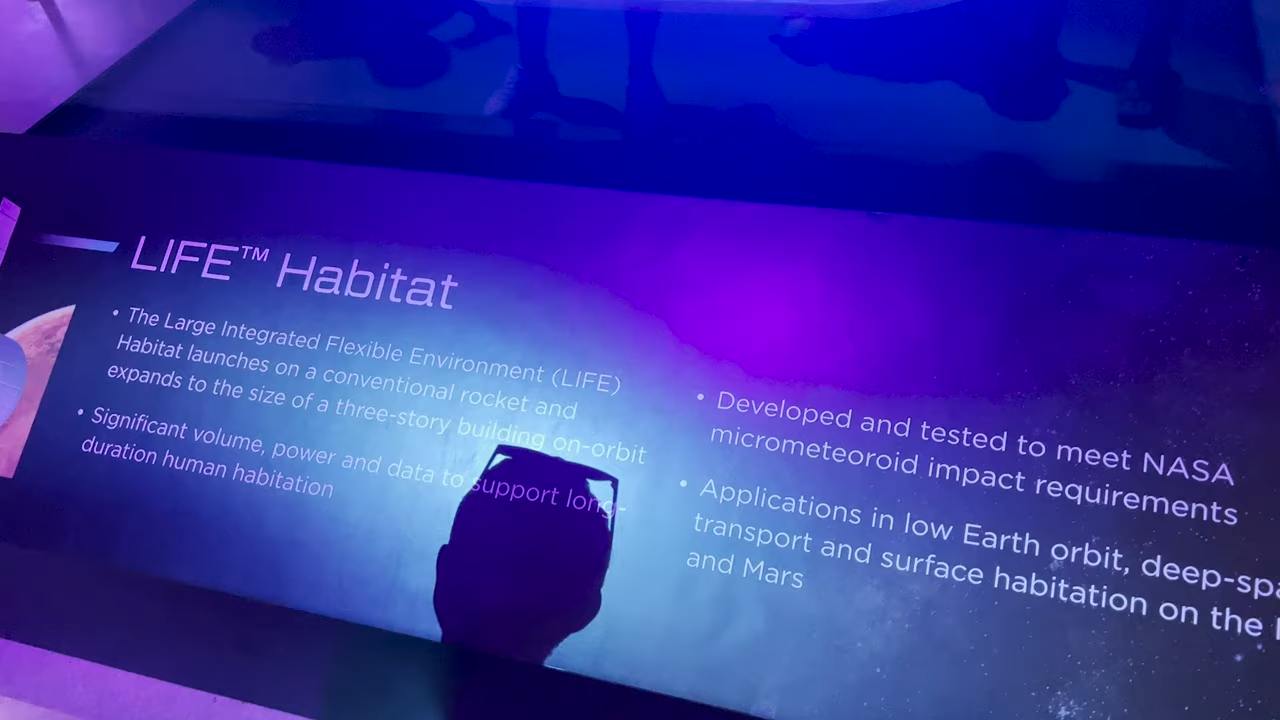 LIFE™ Habitat
• The Large Integrated Flexible Environment (LIFE)
Habitat launches on a conventional rocket and
expands to the size of a three-story building on-orbit
• Significant volume, power and data to support long-
duration human habitation
• Developed and tested to meet NASA
micrometeoroid impact requirements
• Applications in low Earth orbit,
transport and surface habitation on the
and Mars